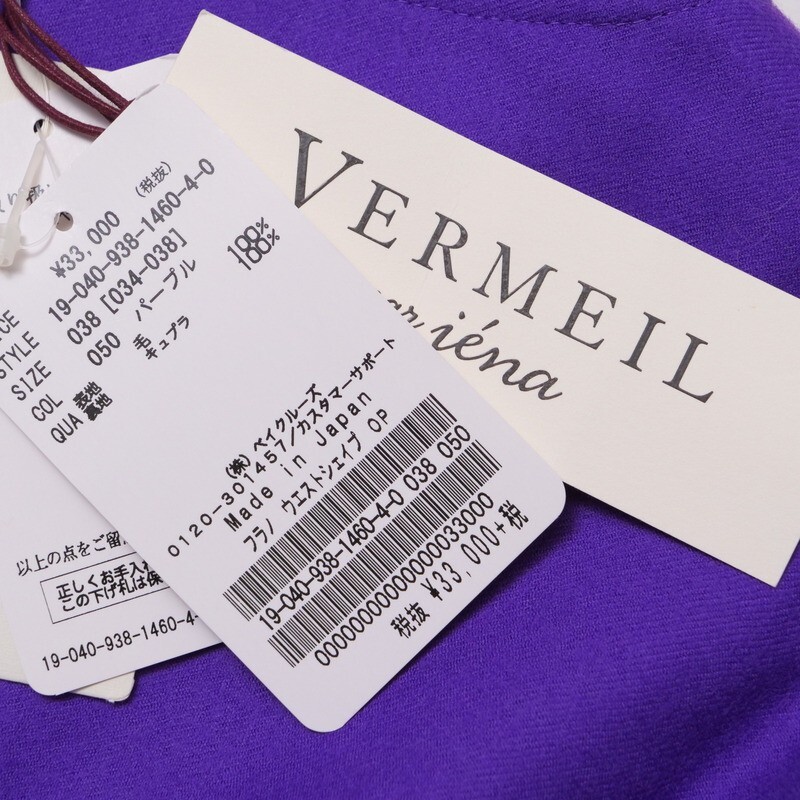 VERMEIL
par iéna
¥33,000 (税抜)
STYLE 19-040-938-1460-4-0
SIZE 038 [034-038]
COL 050 パープル
QUA 表地 毛 100%
裏地 キュプラ 100%
(株)ベイクルーズ
0120-301457/カスタマーサポート
Made in Japan
フラノ ウエストシェイプ OP
19-040-938-1460-4-0 038 050
0000000000000033000
税抜 ¥33,000+税
以上の点をご留
正しくお手入
この下げ札は保
19-040-938-1460-4-